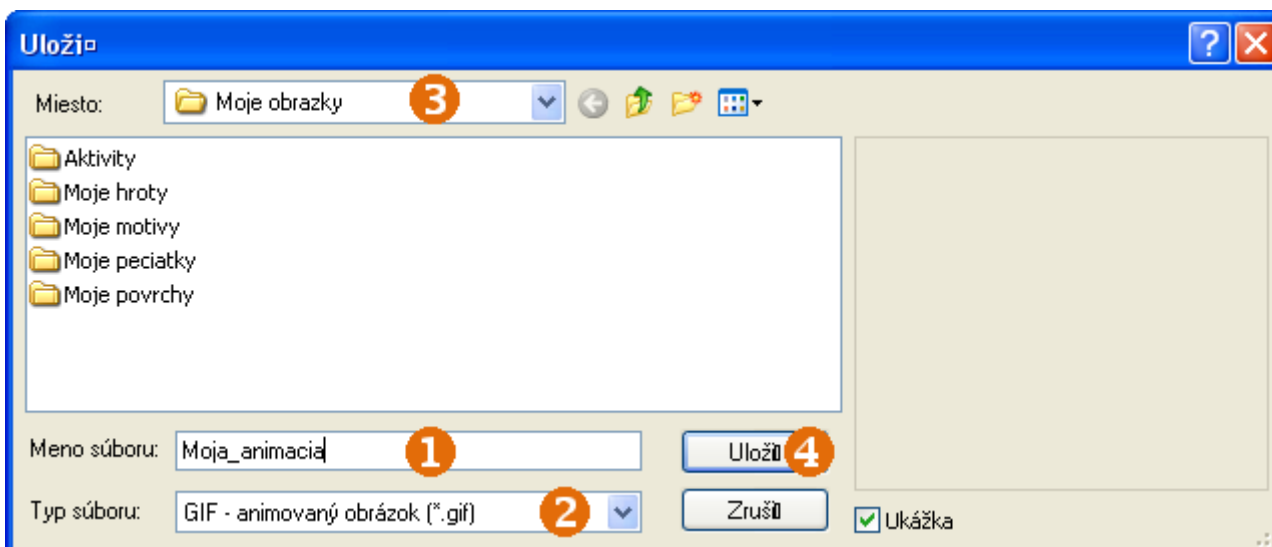 Uloži¤
Miesto: Moje obrazky 3
Aktivity
Moje hroty
Moje motivy
Moje peciatky
Moje povrchy
Meno súboru: Moja_animacia 1 Uloži 4
Typ súboru: GIF - animovaný obrázok (*.gif) 2 Zruši
Ukážka